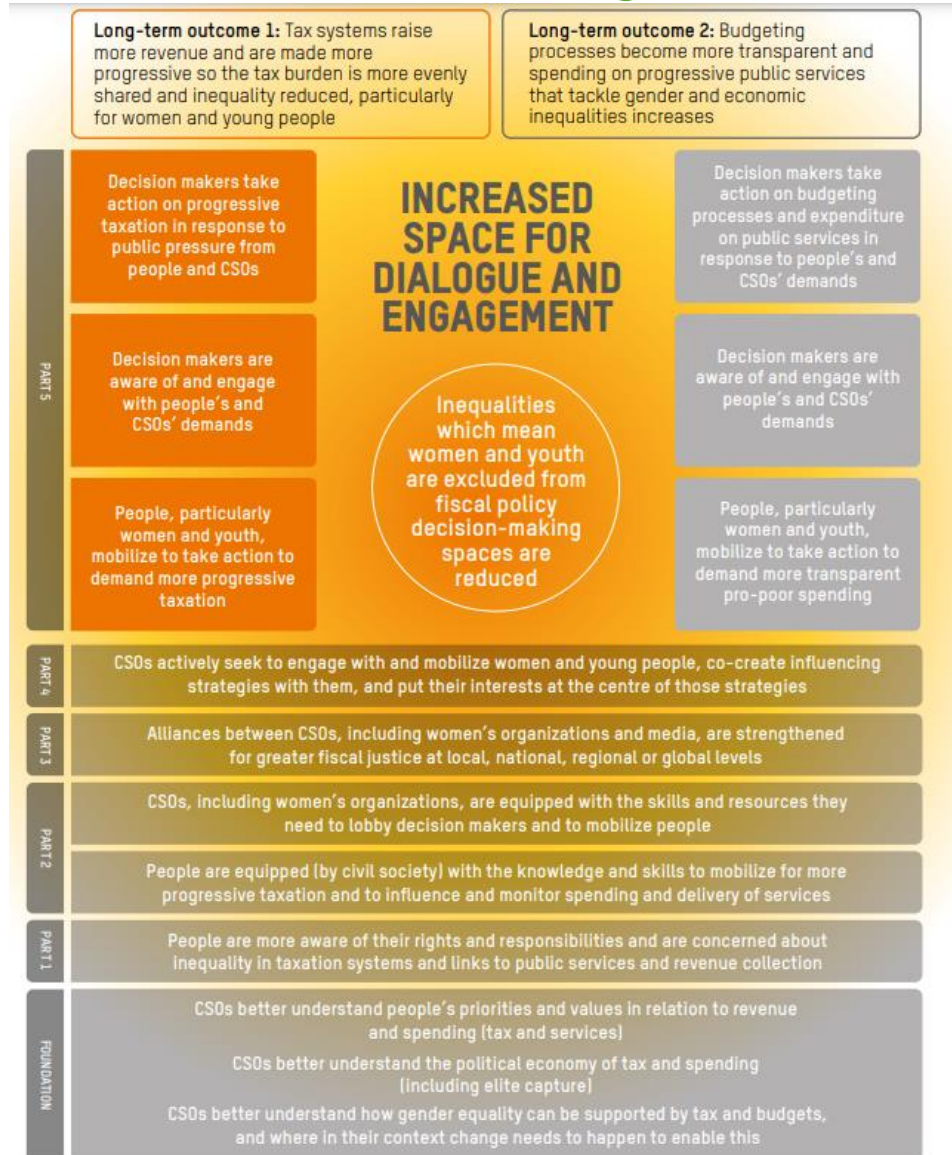 Long-term outcome 1: Tax systems raise
more revenue and are made more
progressive so the tax burden is more evenly
shared and inequality reduced, particularly
for women and young people
Long-term outcome 2: Budgeting
processes become more transparent and
spending on progressive public services
that tackle gender and economic
inequalities increases
PART 5
Decision makers take
action on progressive
taxation in response to
public pressure from
people and CSOs
Decision makers are
aware of and engage
with people's and
CSOs' demands
People, particularly
women and youth,
mobilize to take action to
demand more progressive
taxation
INCREASED
SPACE FOR
DIALOGUE AND
ENGAGEMENT
Inequalities
which mean
women and youth
are excluded from
fiscal policy
decision-making
spaces are
reduced
Decision makers take
action on budgeting
processes and expenditure
on public services in
response to people's and
CSOs' demands
Decision makers are
aware of and engage with
people's and CSOs'
demands
People, particularly
women and youth,
mobilize to take action to
demand more transparent
pro-poor spending
PART 4
CSOs actively seek to engage with and mobilize women and young people, co-create influencing
strategies with them, and put their interests at the centre of those strategies
PART 3
Alliances between CSOs, including women's organizations and media, are strengthened
for greater fiscal justice at local, national, regional or global levels
PART 2
CSOs, including women's organizations, are equipped with the skills and resources they
need to lobby decision makers and to mobilize people
People are equipped (by civil society) with the knowledge and skills to mobilize for more
progressive taxation and to influence and monitor spending and delivery of services
PART 1
People are more aware of their rights and responsibilities and are concerned about
inequality in taxation systems and links to public services and revenue collection
FOUNDATION
CSOs better understand people's priorities and values in relation to revenue
and spending (tax and services)
CSOs better understand the political economy of tax and spending
(including elite capture)
CSOs better understand how gender equality can be supported by tax and budgets,
and where in their context change needs to happen to enable this